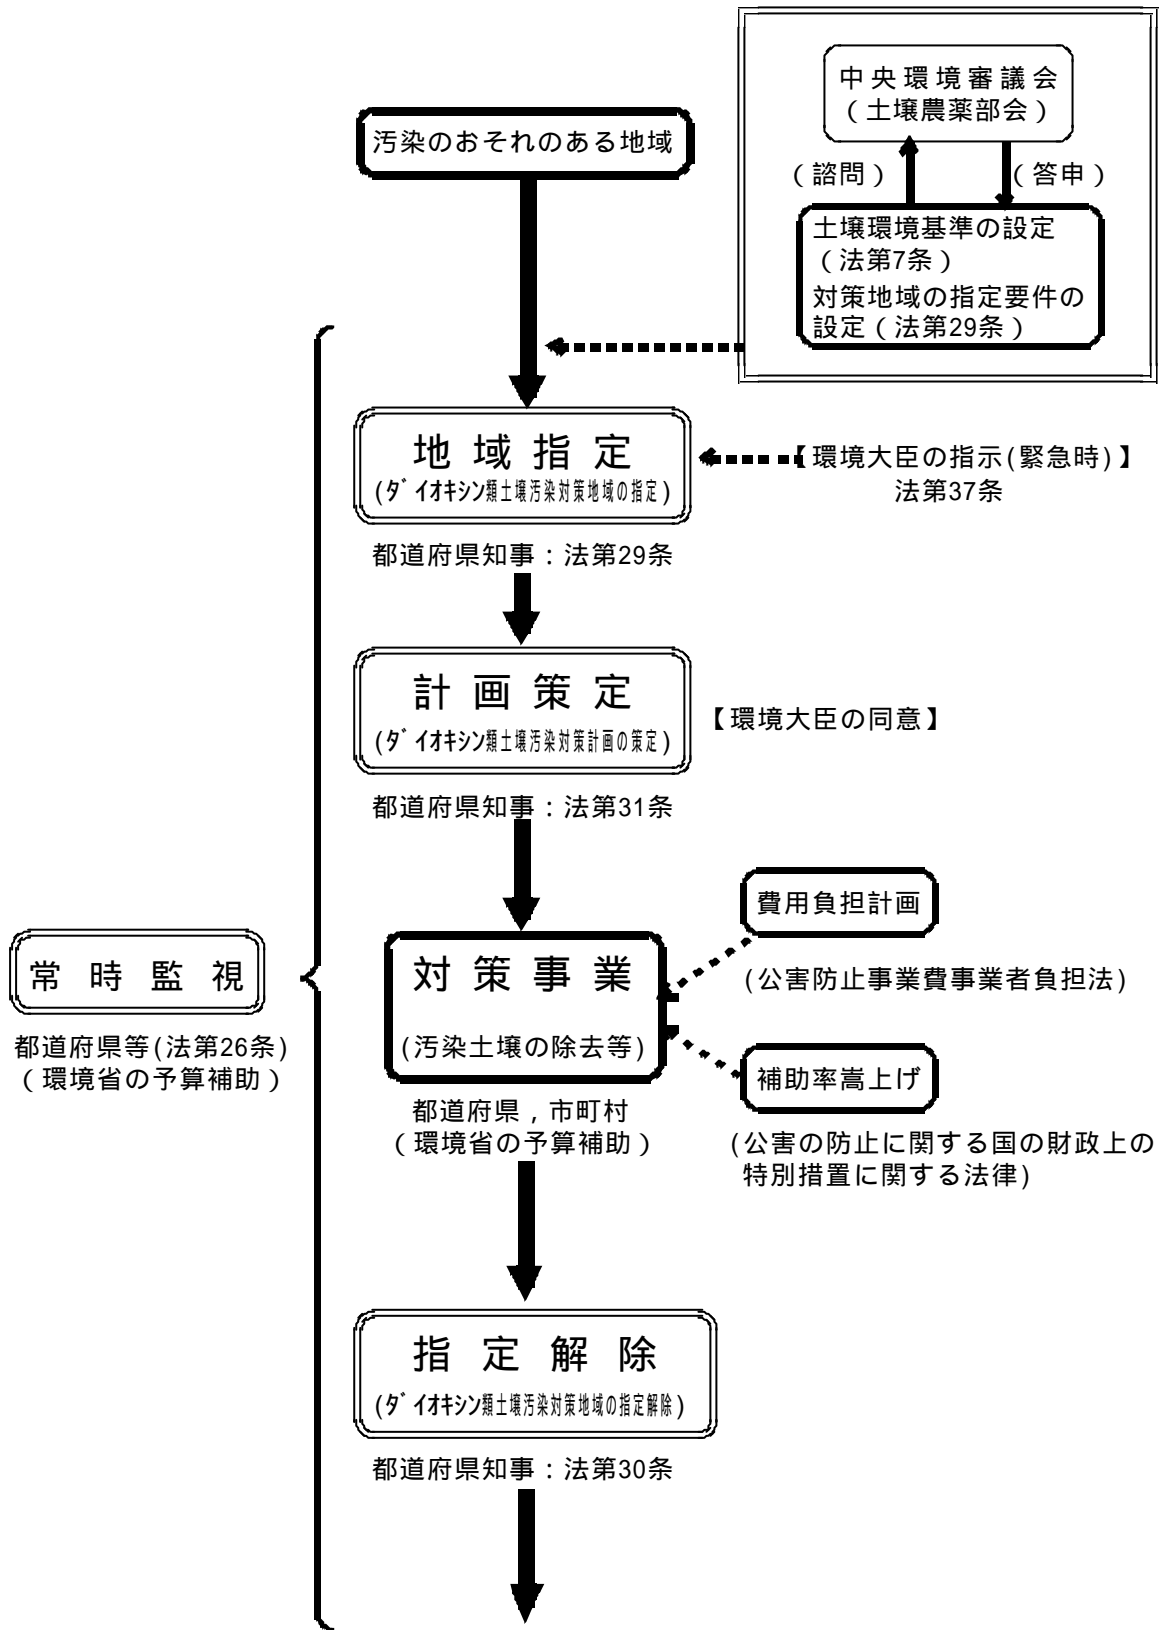 中央環境審議会
(土壌農薬部会)
(諮問)
(答申)
土壌環境基準の設定
(法第7条)
対策地域の指定要件の
設定(法第29条)
汚染のおそれのある地域
地域指定
(ダイオキシン類土壌汚染対策地域の指定)
都道府県知事:法第29条
【環境大臣の指示(緊急時)】
法第37条
計画策定
(ダイオキシン類土壌汚染対策計画の策定)
都道府県知事:法第31条
【環境大臣の同意】
常時監視
都道府県等(法第26条)
(環境省の予算補助)
対策事業
(汚染土壌の除去等)
都道府県,市町村
(環境省の予算補助)
費用負担計画
(公害防止事業費事業者負担法)
補助率嵩上げ
(公害の防止に関する国の財政上の
特別措置に関する法律)
指定解除
(ダイオキシン類土壌汚染対策地域の指定解除)
都道府県知事:法第30条